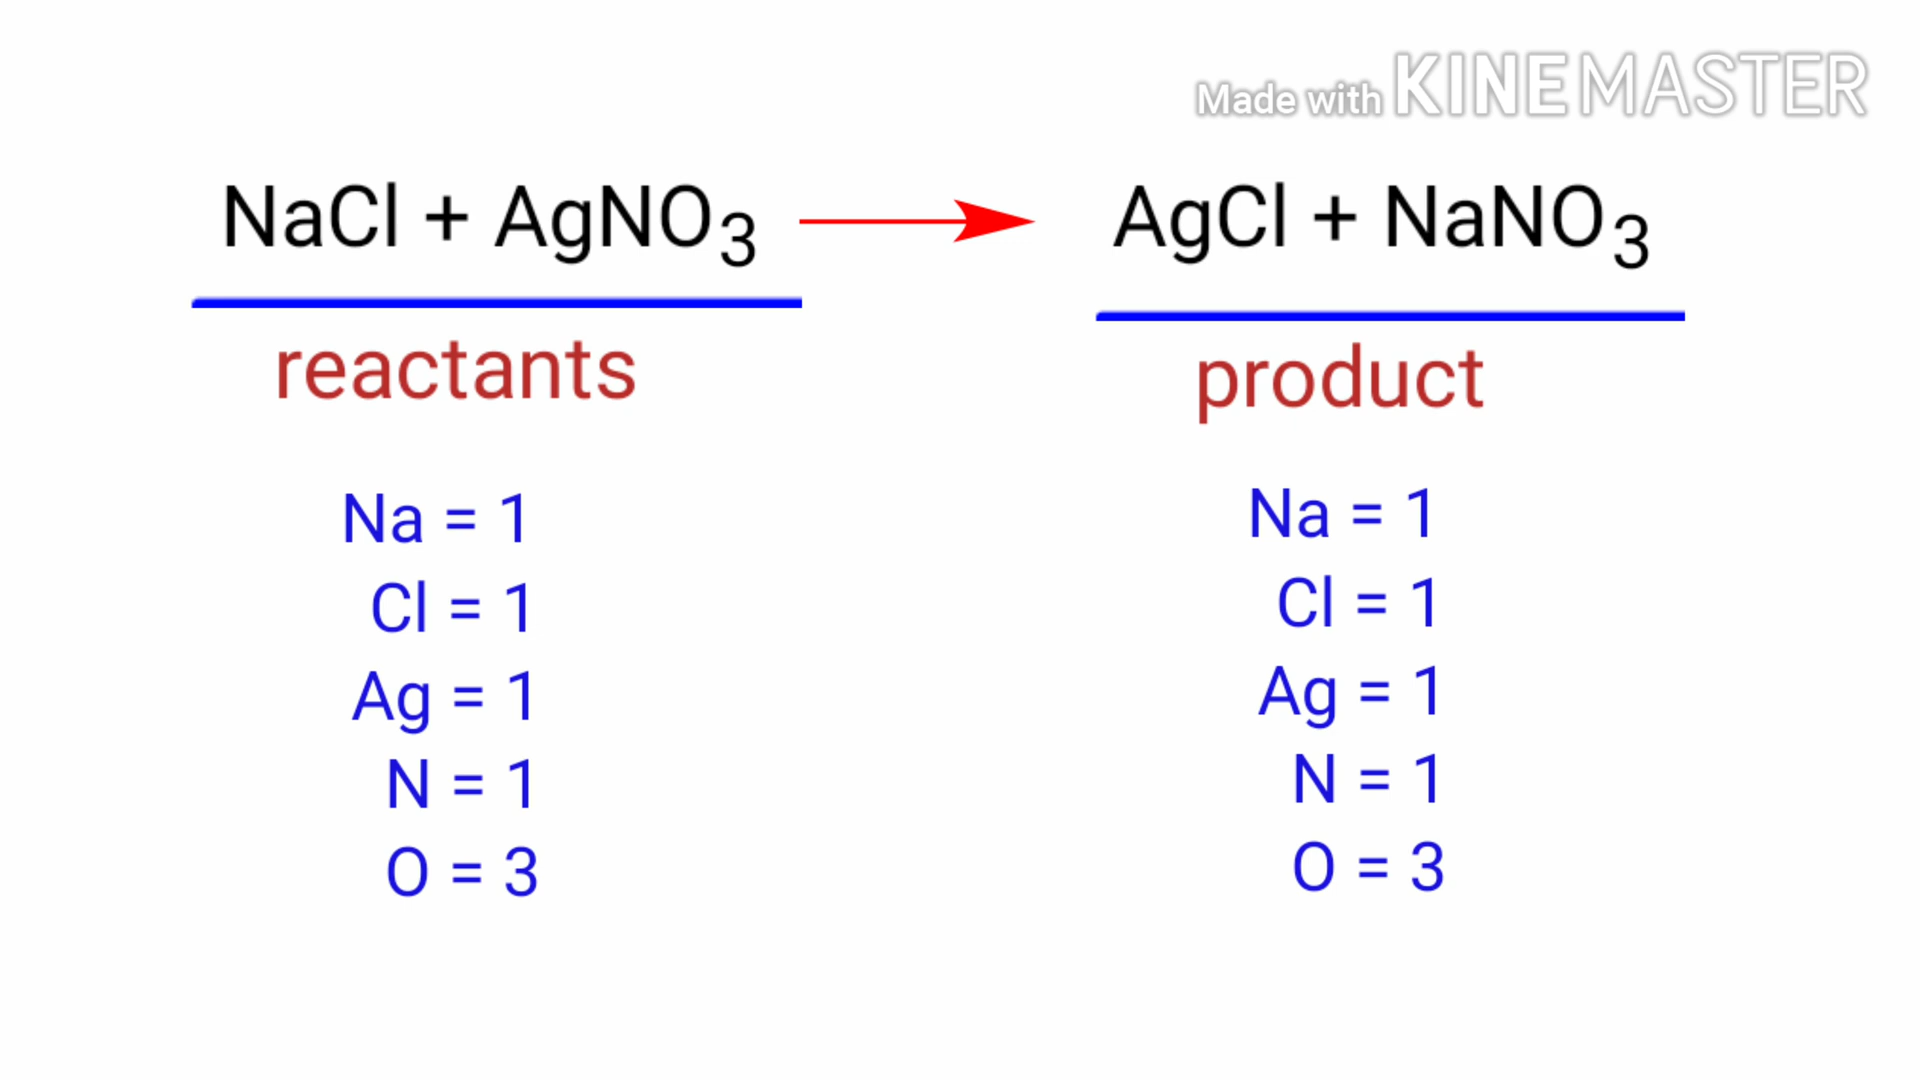 Made with KINEMASTER
NaCl + AgNO₃ → AgCl + NaNO₃
reactants
product
Na = 1
Cl = 1
Ag = 1
N = 1
O = 3
Na = 1
Cl = 1
Ag = 1
N = 1
O = 3